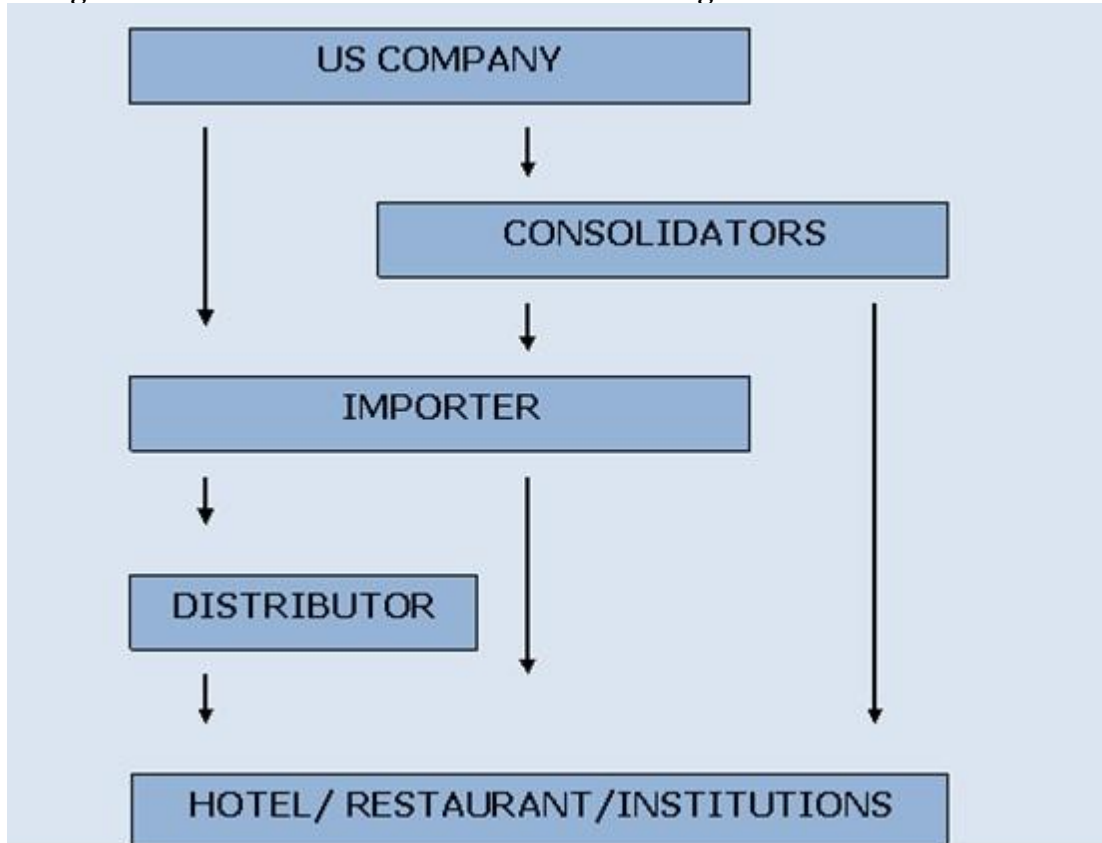 US COMPANY
CONSOLIDATORS
IMPORTER
DISTRIBUTOR
HOTEL/ RESTAURANT/INSTITUTIONS